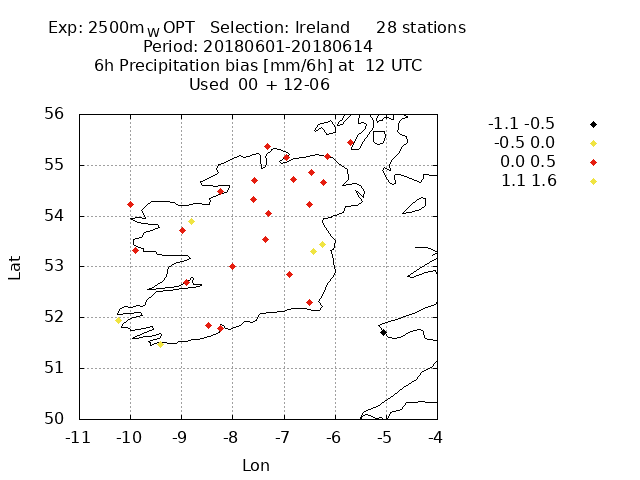 Exp: 2500m_W OPT Selection: Ireland 28 stations
Period: 20180601-20180614
6h Precipitation bias [mm/6h] at 12 UTC
Used 00 + 12-06
-1.1 -0.5
-0.5 0.0
0.0 0.5
1.1 1.6
56
55
54
53
52
51
50
Lat
-11 -10 -9 -8 -7 -6 -5 -4
Lon